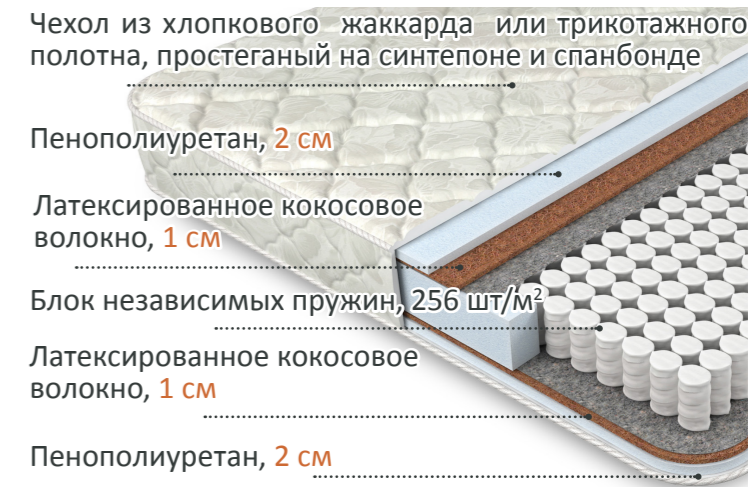 Чехол из хлопкового жаккарда или трикотажного
полотна, простеганый на синтепоне и спанбонде
Пенополиуретан, 2 см
Латексированное кокосовое
волокно, 1 см
Блок независимых пружин, 256 шт/м²
Латексированное кокосовое
волокно, 1 см
Пенополиуретан, 2 см